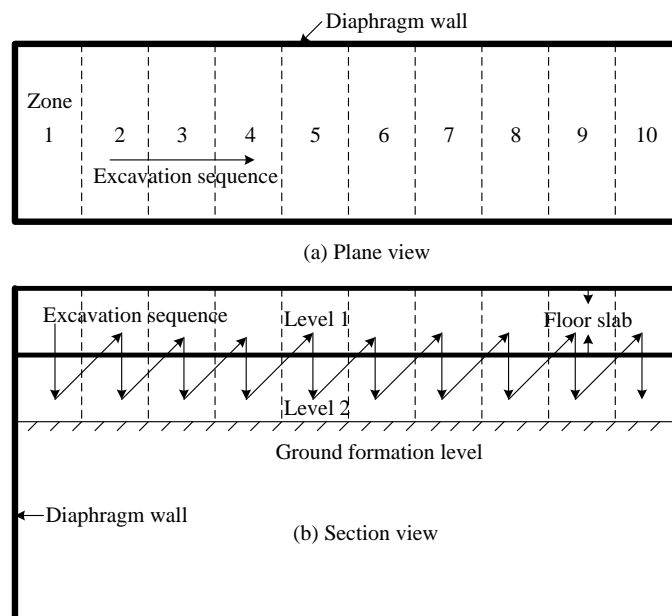 Diaphragm wall
Zone
1 2 3 4 5 6 7 8 9 10
Excavation sequence
(a) Plane view
Excavation sequence
Level 1
Floor slab
Level 2
Ground formation level
Diaphragm wall
(b) Section view